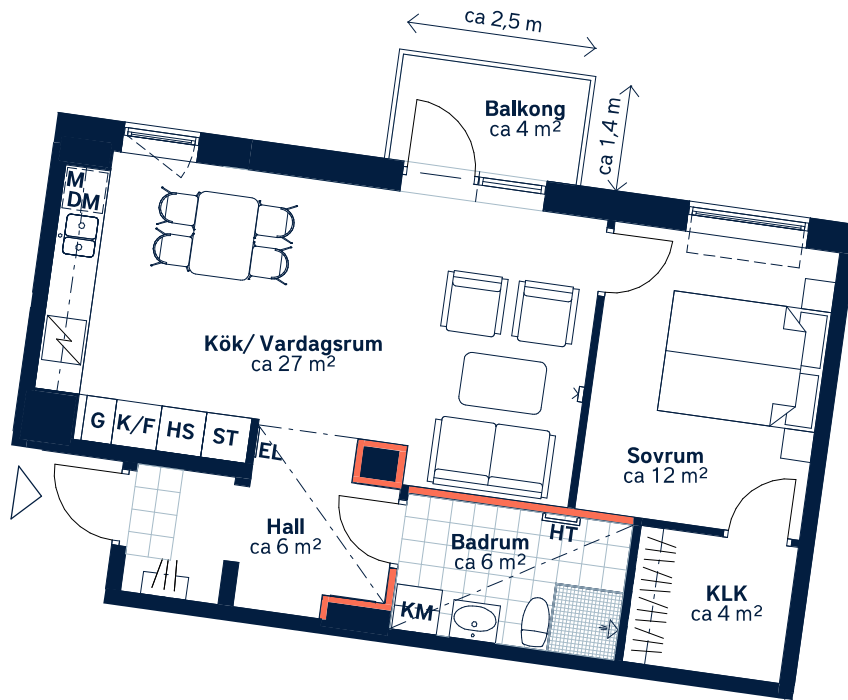 ca 2,5 m
Balkong
ca 4 m²
ca 1,4 m
M
DM
Kök/ Vardagsrum
ca 27 m²
G K/F HS ST
EL
Sovrum
ca 12 m²
Hall
ca 6 m²
Badrum
ca 6 m²
HT
KM
KLK
ca 4 m²